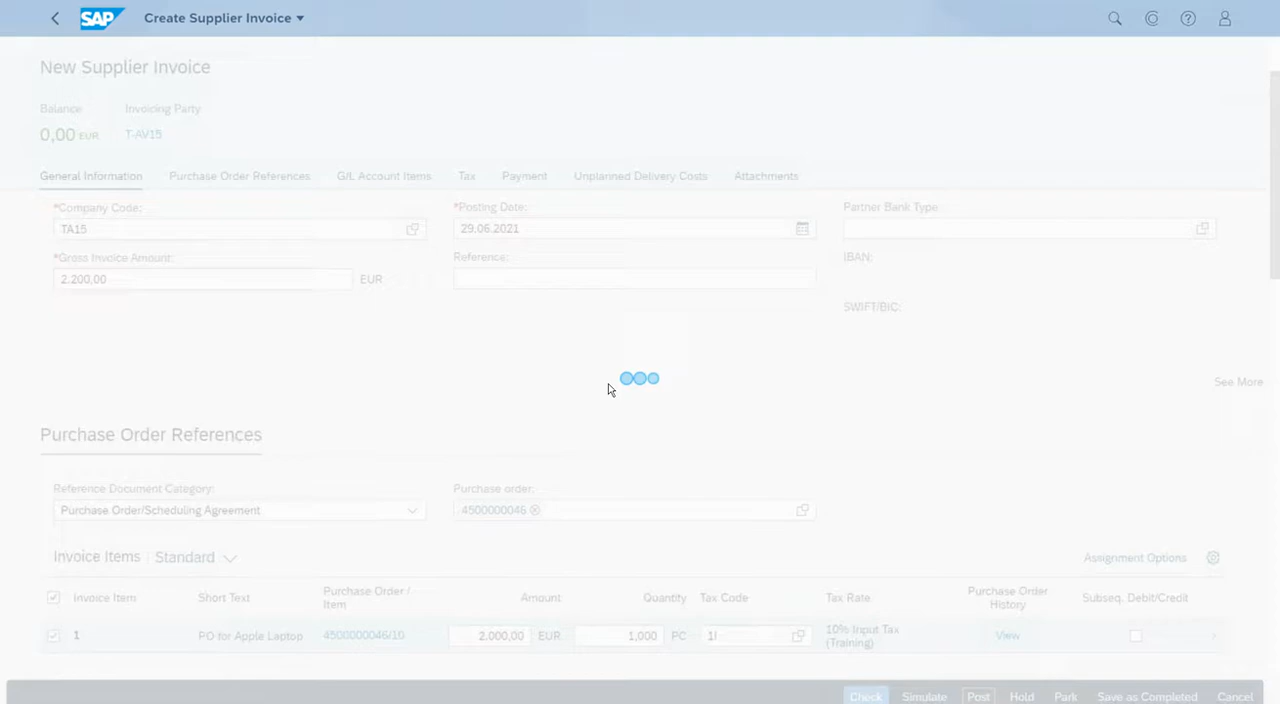 SAP Create Supplier Invoice
New Supplier Invoice
Balance Invoicing Party
0,00 EUR T-AV15
General Information Purchase Order References G/L Account Items Tax Payment Unplanned Delivery Costs Attachments
*Company Code: *Posting Date: Partner Bank Type
TA15 29.06.2021
*Gross Invoice Amount: Reference: IBAN:
2.200,00 EUR
SWIFT/BIC:
See More
Purchase Order References
Reference Document Category: Purchase order:
Purchase Order/Scheduling Agreement 4500000046
Invoice Items Standard Assignment Options
Invoice Item Short Text Purchase Order / Item Amount Quantity Tax Code Tax Rate Purchase Order History Subseq. Debit/Credit
1 PO for Apple Laptop 4500000046/10 2.000,00 EUR 1,000 PC 1I 10% Input Tax (Training) View
Check Simulate Post Hold Park Save as Completed Cancel